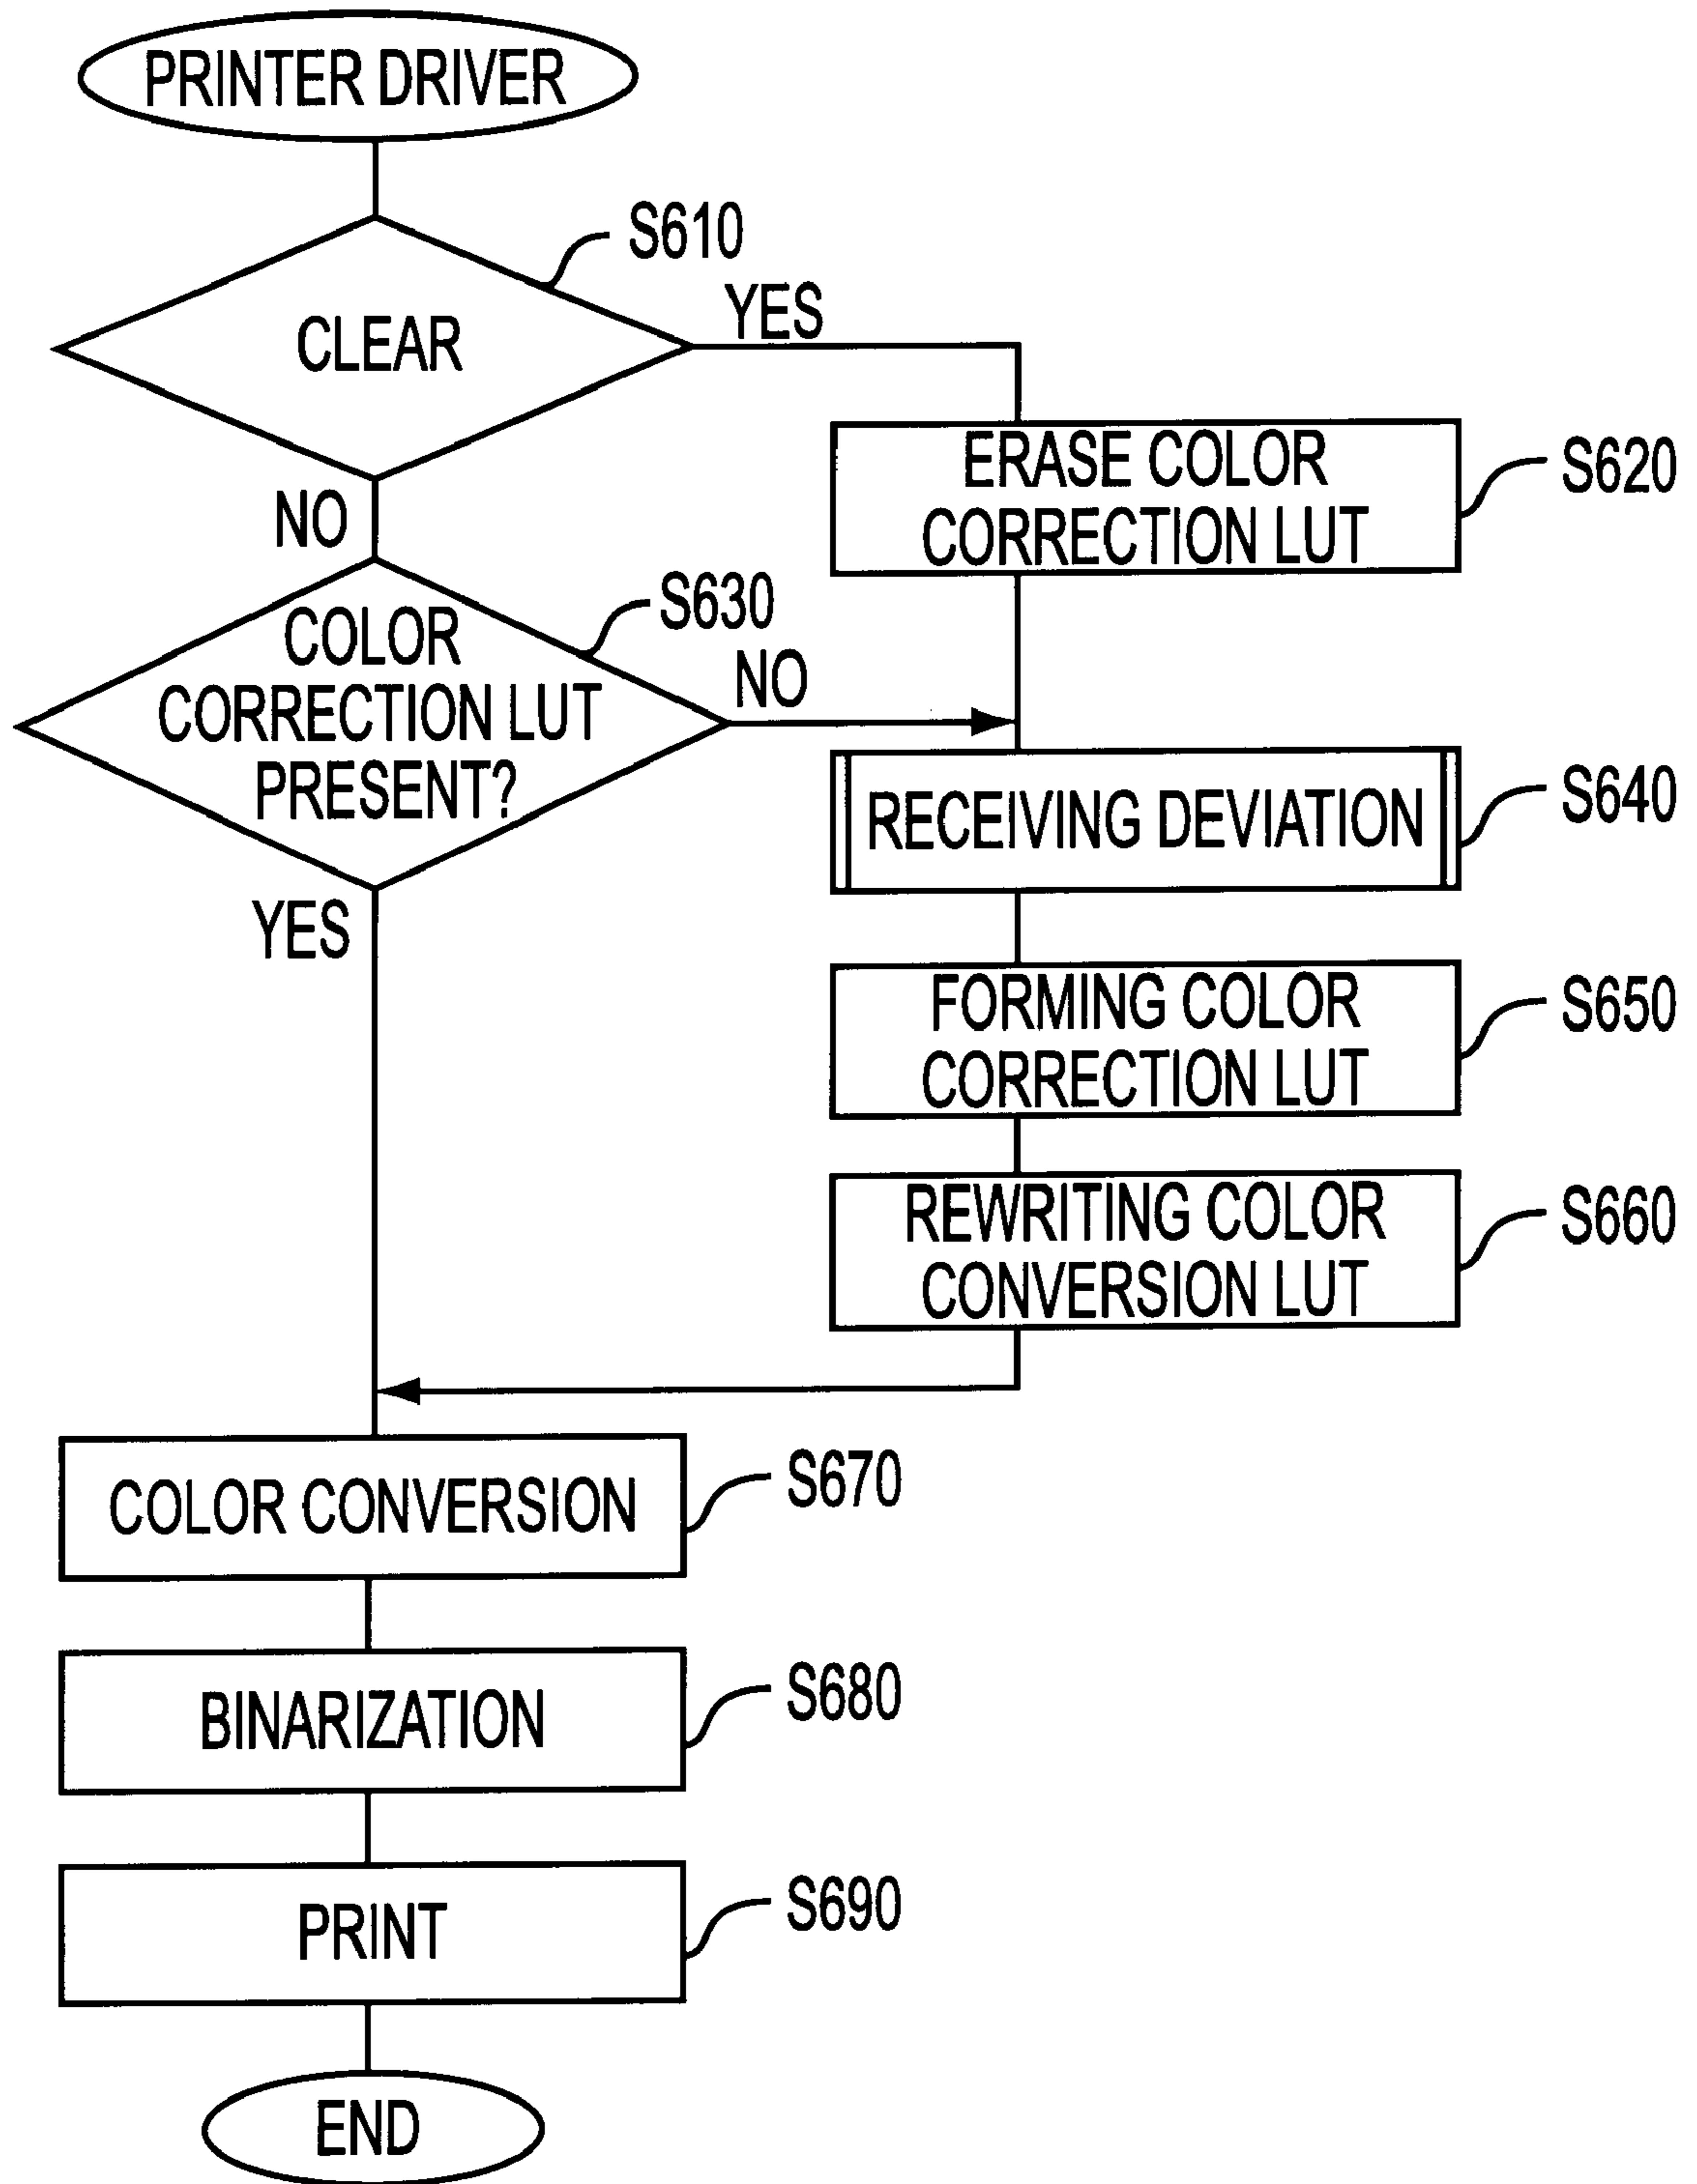 PRINTER DRIVER
S610
CLEAR
YES
NO
ERASE COLOR
CORRECTION LUT
S620
COLOR
CORRECTION LUT
PRESENT?
S630
NO
YES
RECEIVING DEVIATION
S640
FORMING COLOR
CORRECTION LUT
S650
REWRITING COLOR
CONVERSION LUT
S660
COLOR CONVERSION
S670
BINARIZATION
S680
PRINT
S690
END